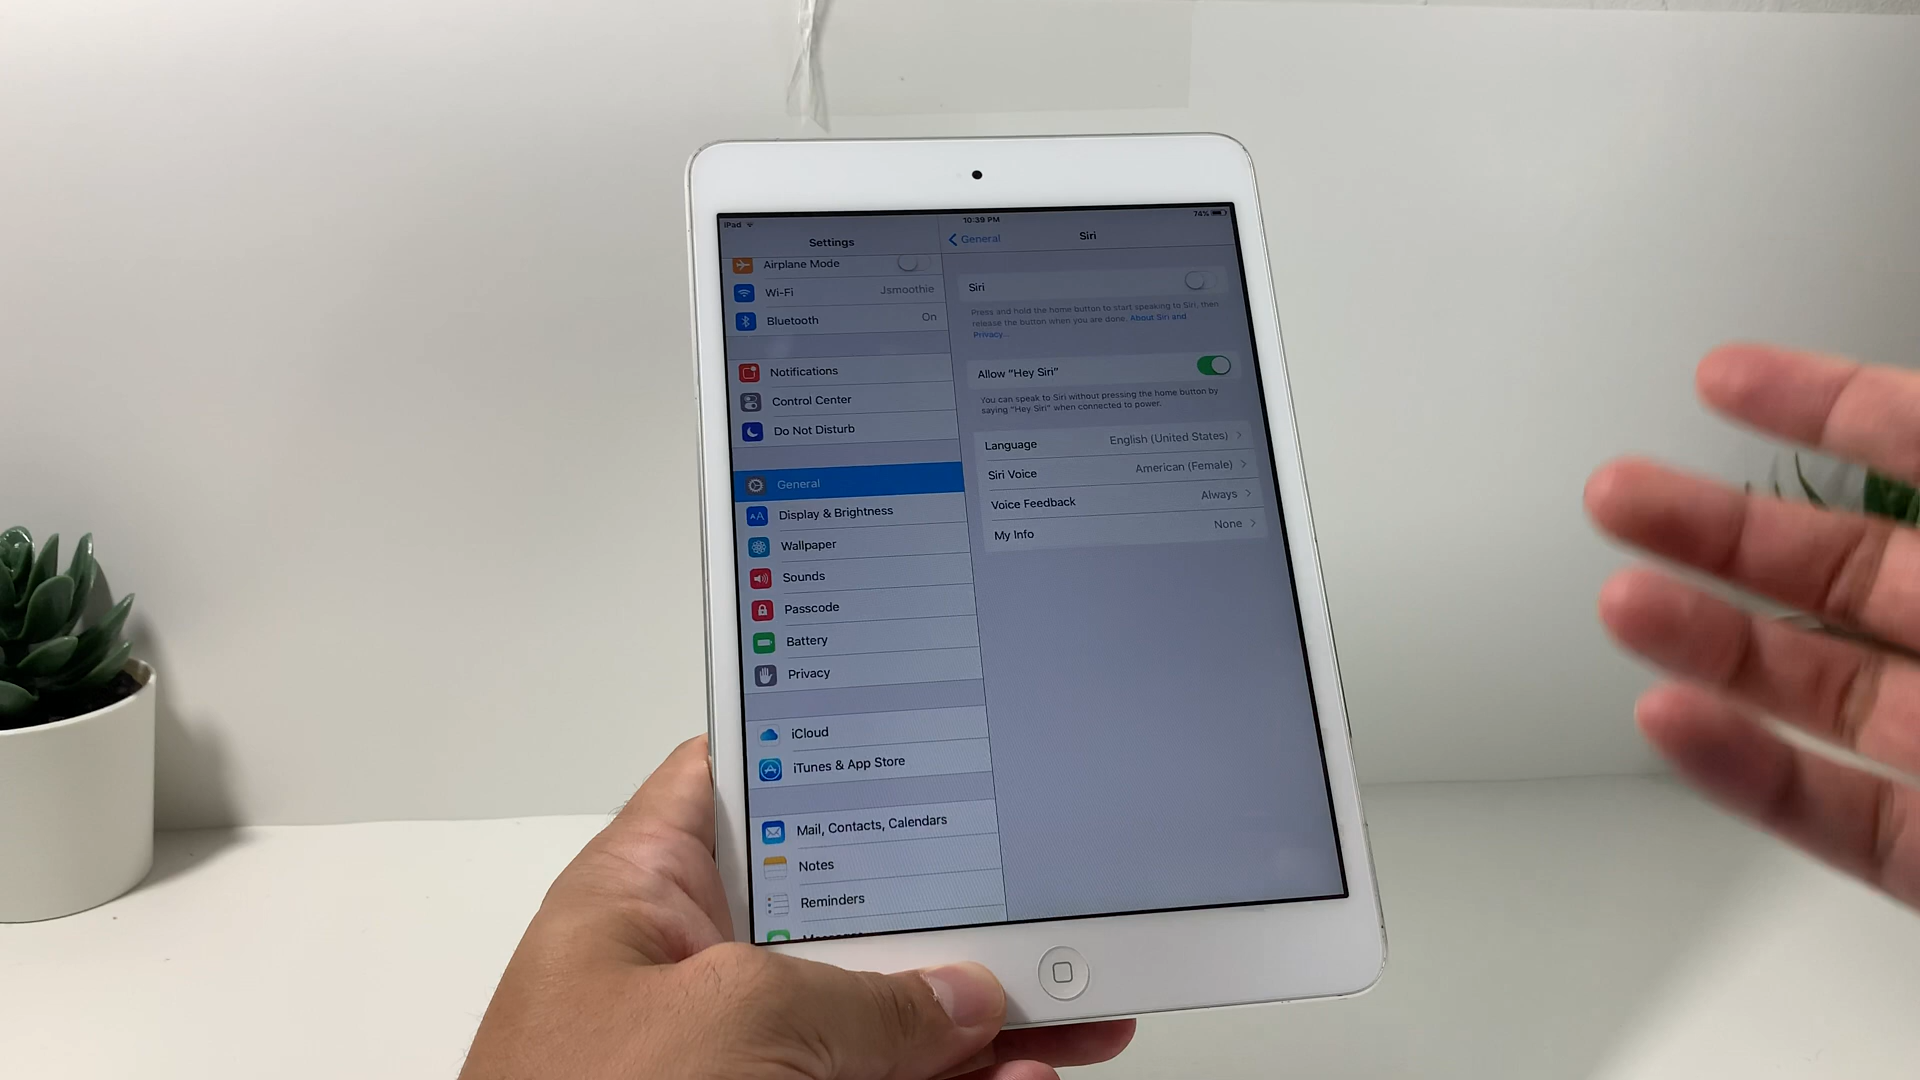 iPad
10:39 PM
74%
Settings
Airplane Mode
Wi-Fi Jsmoothie
Bluetooth On
Notifications
Control Center
Do Not Disturb
General
AA Display & Brightness
Wallpaper
Sounds
Passcode
Battery
Privacy
iCloud
iTunes & App Store
Mail, Contacts, Calendars
Notes
Reminders
Messages
General
Siri
Siri
Press and hold the home button to start speaking to Siri, then
release the button when you are done. About Siri and
Privacy...
Allow "Hey Siri"
You can speak to Siri without pressing the home button by
saying "Hey Siri" when connected to power.
Language English (United States)
Siri Voice American (Female)
Voice Feedback Always
My Info None